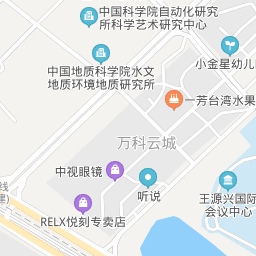 中国科学院自动化研究
所科学艺术研究中心
小金星幼儿
中国地质科学院水文
地质环境地质研究所
一芳台湾水果
万科云城
中视眼镜
听说
王源兴国际
会议中心
RELX悦刻专卖店
线
建)